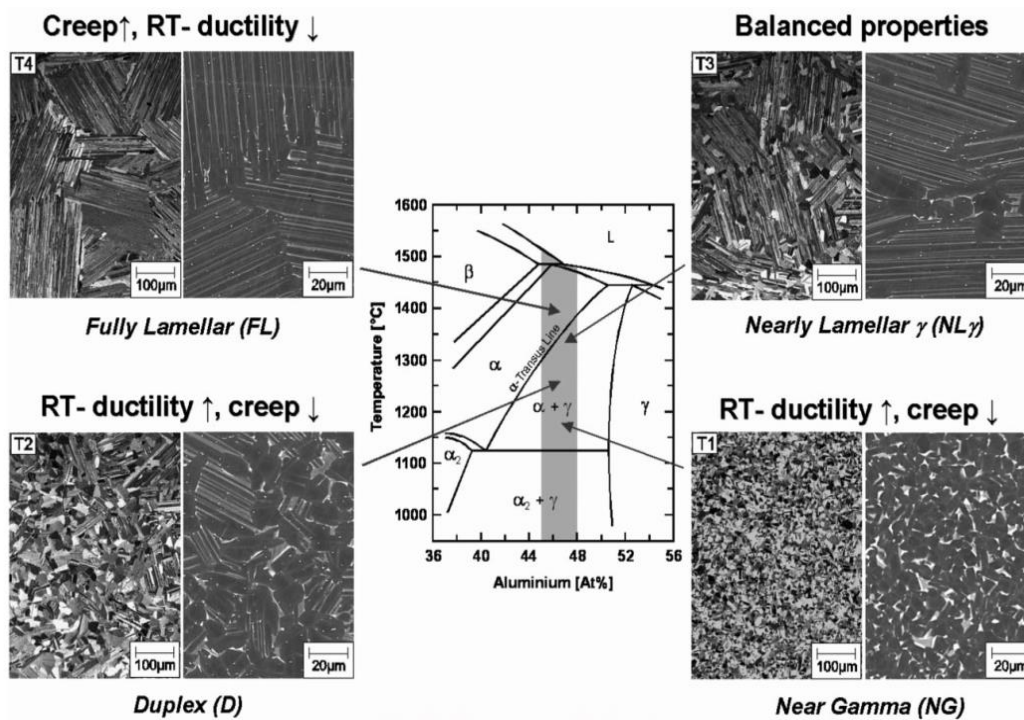 Creep↑, RT- ductility ↓
T4
100µm
20µm
Fully Lamellar (FL)
Balanced properties
T3
100µm
20µm
Nearly Lamellar γ (NLγ)
RT- ductility ↑, creep ↓
T2
100µm
20µm
Duplex (D)
RT- ductility ↑, creep ↓
T1
100µm
20µm
Near Gamma (NG)
Temperature [°C]
1600
1500
1400
1300
1200
1100
1000
L
β
α
α- Transus Line
α + γ
γ
α₂
α₂ + γ
36 40 44 48 52 56
Aluminium [At%]